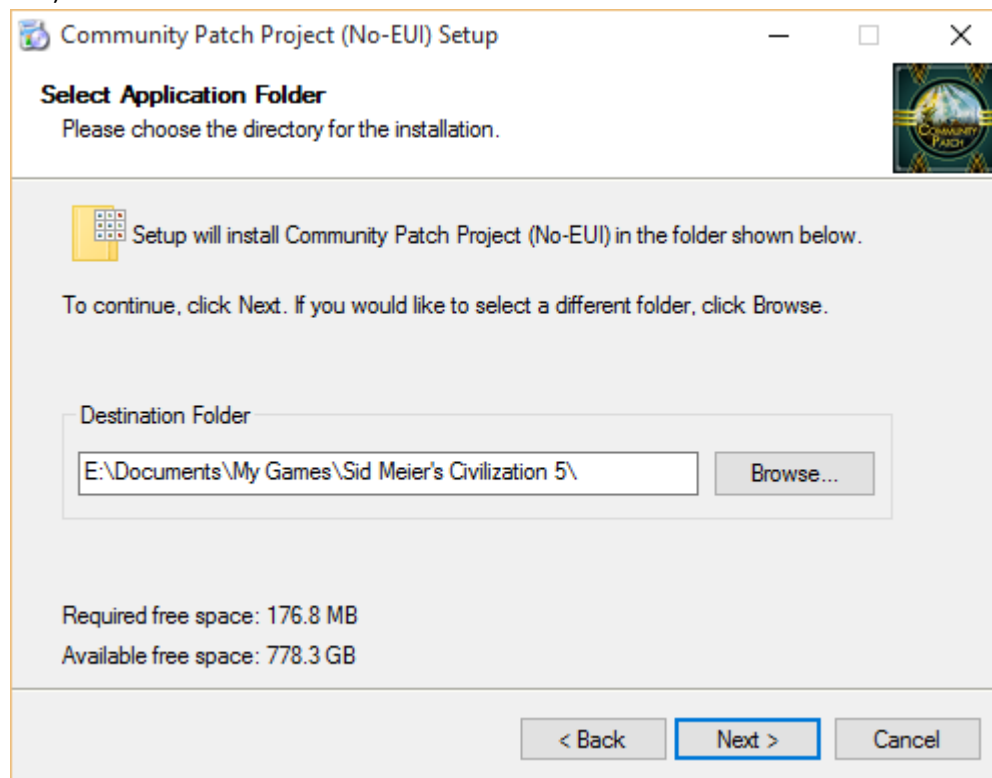 Community Patch Project (No-EUI) Setup
Select Application Folder
Please choose the directory for the installation.
COMMUNITY
PATCH
Setup will install Community Patch Project (No-EUI) in the folder shown below.
To continue, click Next. If you would like to select a different folder, click Browse.
Destination Folder
E:\Documents\My Games\Sid Meier's Civilization 5\
Browse...
Required free space: 176.8 MB
Available free space: 778.3 GB
< Back
Next >
Cancel